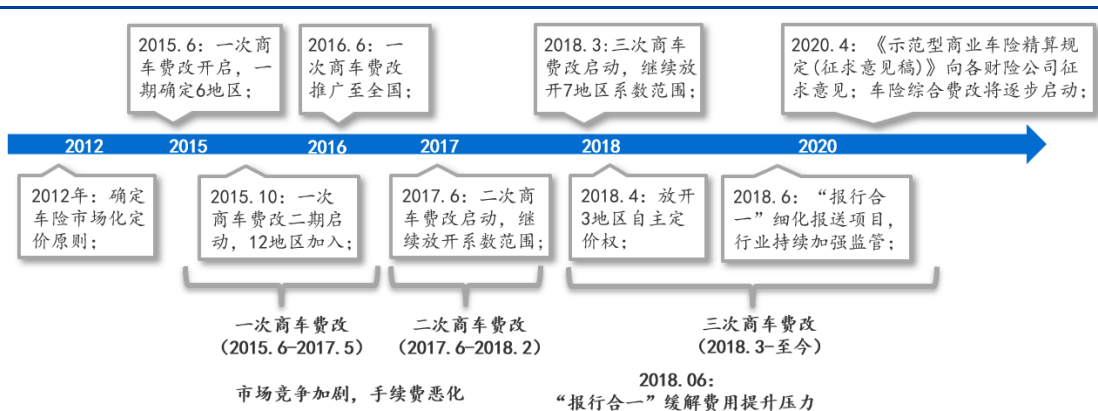 2015.6：一次商
车费改开启，一
期确定6地区；
2016.6：一
次商车费改
推广至全国；
2018.3:三次商车
费改启动，继续放
开7地区系数范围；
2020.4：《示范型商业车险精算规
定(征求意见稿)》向各财险公司征
求意见；车险综合费改将逐步启动；
2012
2015
2016
2017
2018
2020
2012年：确定
车险市场化定
价原则；
2015.10：一次
商车费改二期启
动，12地区加入；
2017.6：二次商
车费改启动，继
续放开系数范围；
2018.4：放开
3地区自主定
价权；
2018.6：“报行合
一”细化报送项目，
行业持续加强监管；
一次商车费改
(2015.6-2017.5)
二次商车费改
(2017.6-2018.2)
三次商车费改
(2018.3-至今)
市场竞争加剧，手续费恶化
2018.06：
“报行合一”缓解费用提升压力